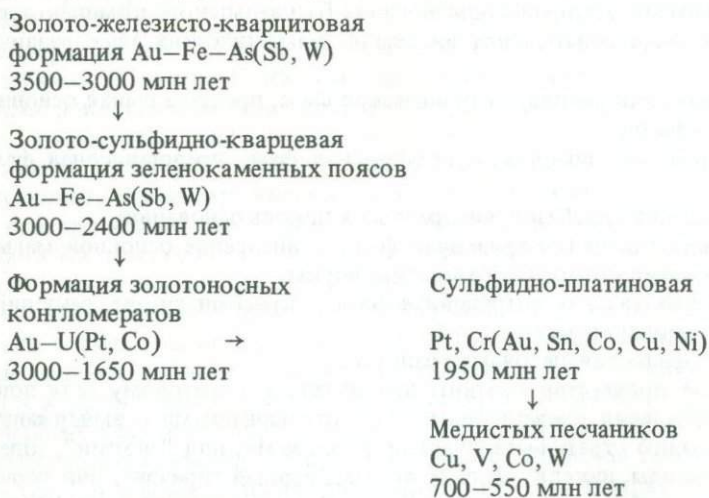 Золото-железисто-кварцитовая
формация Au—Fe—As(Sb, W)
3500—3000 млн лет
↓
Золото-сульфидно-кварцевая
формация зеленокаменных поясов
Au—Fe—As(Sb, W)
3000—2400 млн лет
↓
Формация золотоносных
конгломератов
Au—U(Pt, Co) →
3000—1650 млн лет
Сульфидно-платиновая
Pt, Cr(Au, Sn, Co, Cu, Ni)
1950 млн лет
↓
Медистых песчаников
Cu, V, Co, W
700—550 млн лет